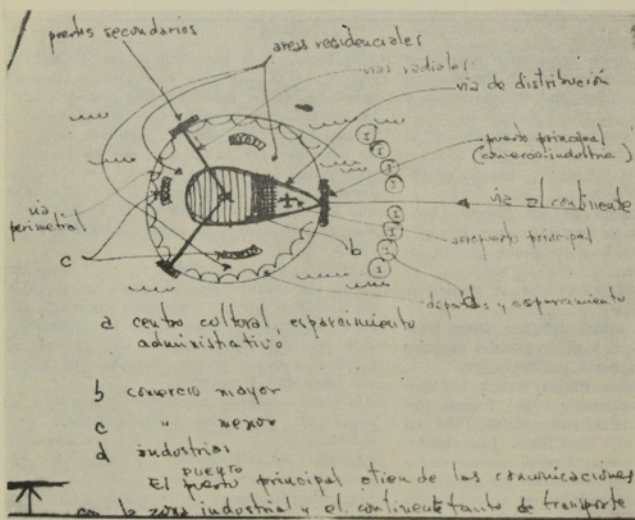 puertos secundarios
areas residenciales
vias radiales
via de distribución
puerto principal
(comercio industria)
via al continente
via
perimetral
aeropuerto principal
c
b
d
deportes y esparcimiento
a centro cultural, esparcimiento
administrativo
b comercio mayor
c " menor
d industrias
El puerto principal atiende las comunicaciones
con la zona industrial y el continente tanto de transporte